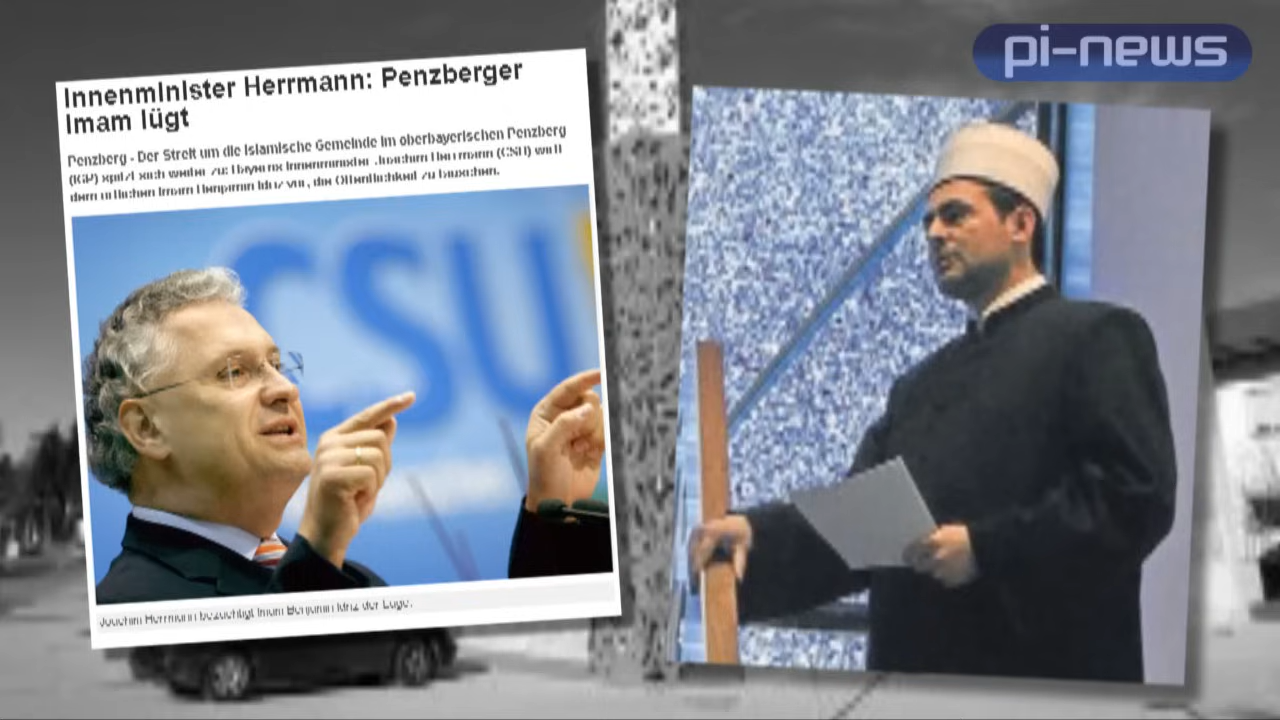 pi-news
Innenminister Herrmann: Penzberger
Imam lügt
Penzberg - Der Streit um die Islamische Gemeinde im oberbayerischen Penzberg
(IGP) spitzt sich weiter zu: Bayerns Innenminister Joachim Herrmann (CSU) wirft
dem örtlichen Imam Benjamin Idriz vor, die Öffentlichkeit zu täuschen.
CSU
Joachim Herrmann bezichtigt Imam Benjamin Idriz der Lüge.